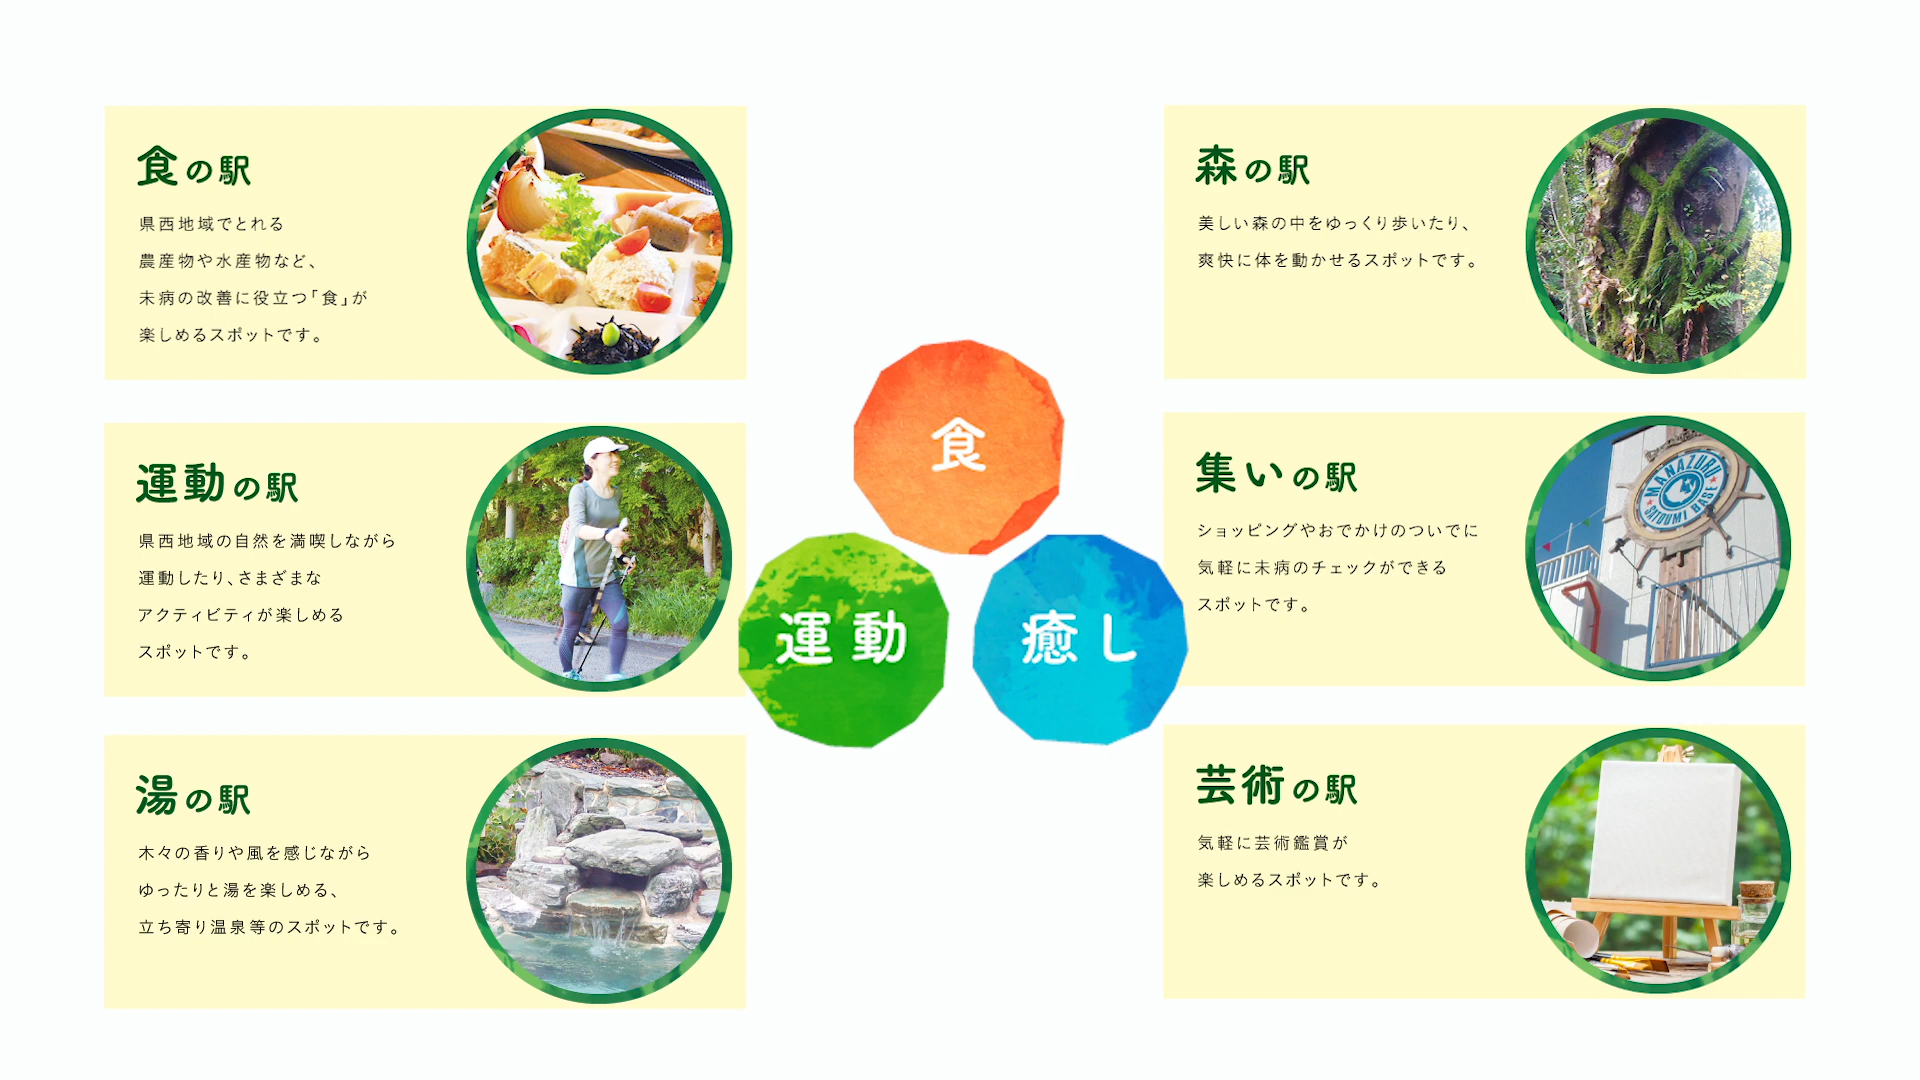 食の駅
県西地域でとれる
農産物や水産物など、
未病の改善に役立つ「食」が
楽しめるスポットです。
運動の駅
県西地域の自然を満喫しながら
運動したり、さまざまな
アクティビティが楽しめる
スポットです。
湯の駅
木々の香りや風を感じながら
ゆったりと湯を楽しめる、
立ち寄り温泉等のスポットです。
食
運動
癒し
森の駅
美しい森の中をゆっくり歩いたり、
爽快に体を動かせるスポットです。
集いの駅
ショッピングやおでかけのついでに
気軽に未病のチェックができる
スポットです。
MANAZURU
SATOUMI BASE
芸術の駅
気軽に芸術鑑賞が
楽しめるスポットです。